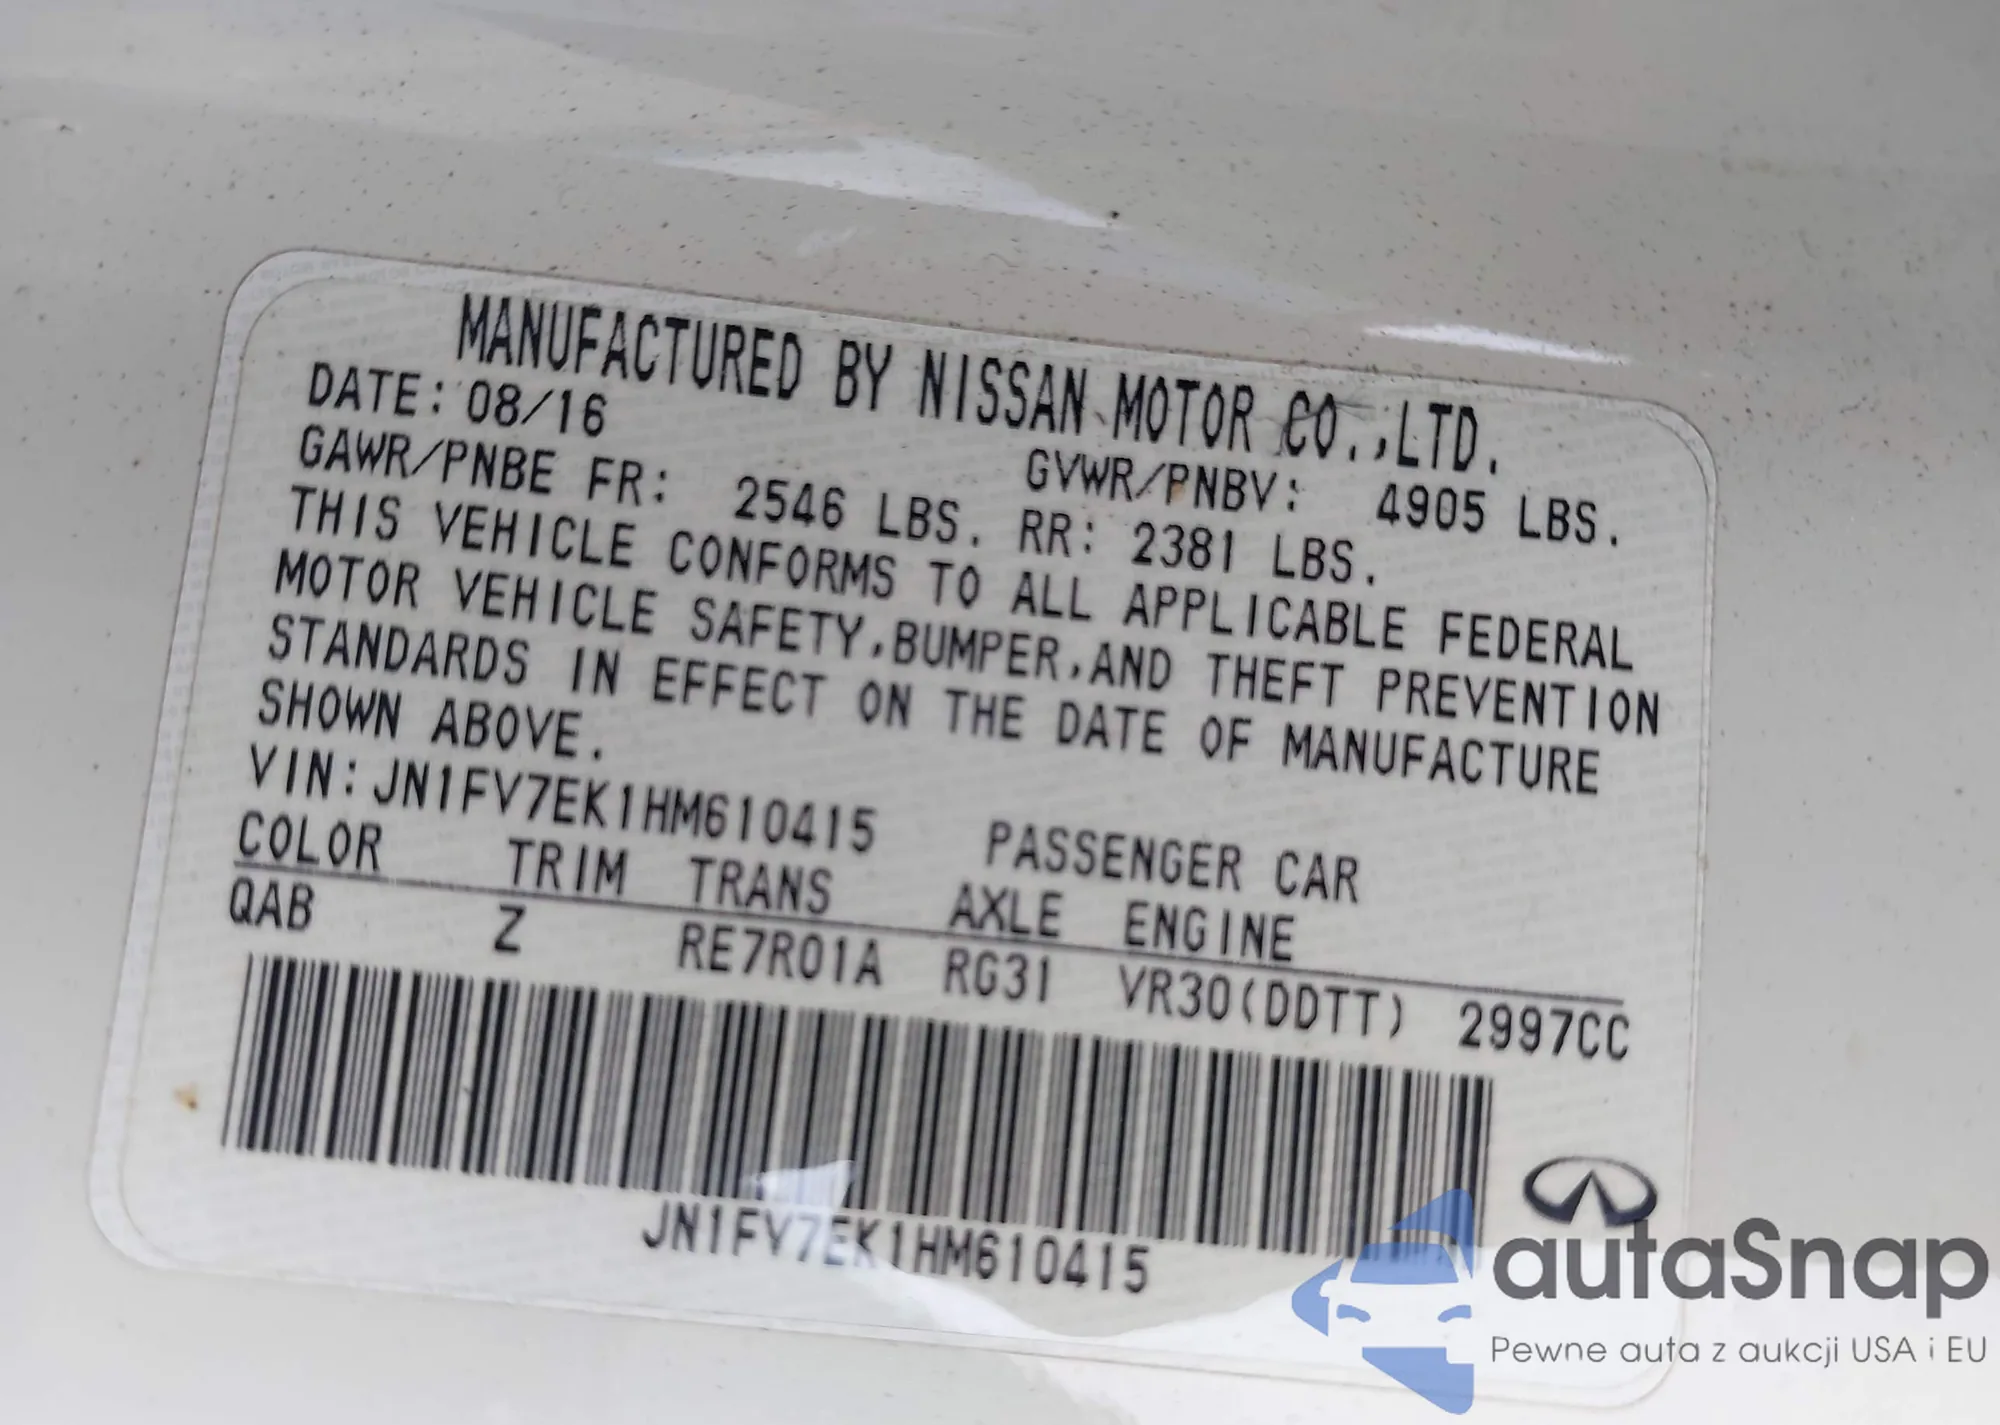 MANUFACTURED BY NISSAN MOTOR CO.,LTD.
DATE: 08/16 GVWR/PNBV: 4905 LBS.
GAWR/PNBE FR: 2546 LBS. RR: 2381 LBS.
THIS VEHICLE CONFORMS TO ALL APPLICABLE FEDERAL
MOTOR VEHICLE SAFETY,BUMPER,AND THEFT PREVENTION
STANDARDS IN EFFECT ON THE DATE OF MANUFACTURE
SHOWN ABOVE.
VIN:JN1FV7EK1HM610415 PASSENGER CAR
COLOR TRIM TRANS AXLE ENGINE
QAB Z RE7R01A RG31 VR30(DDTT) 2997CC
JN1FV7EK1HM610415
autaSnap
Pewne auta z aukcji USA i EU